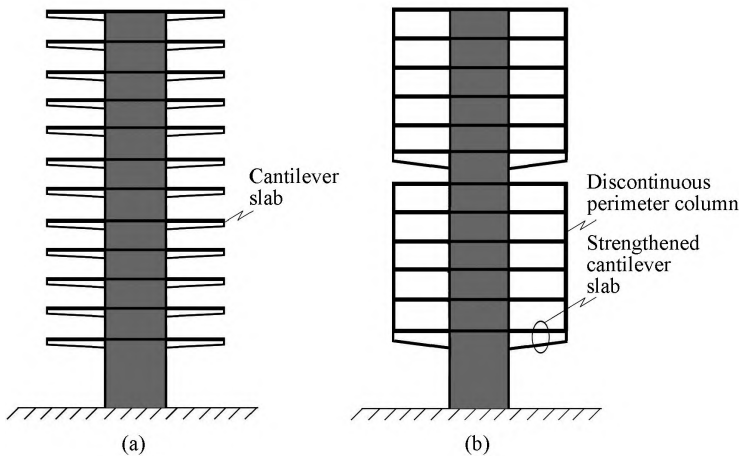 Cantilever
slab
Discontinuous
perimeter column
Strengthened
cantilever
slab
(a)
(b)